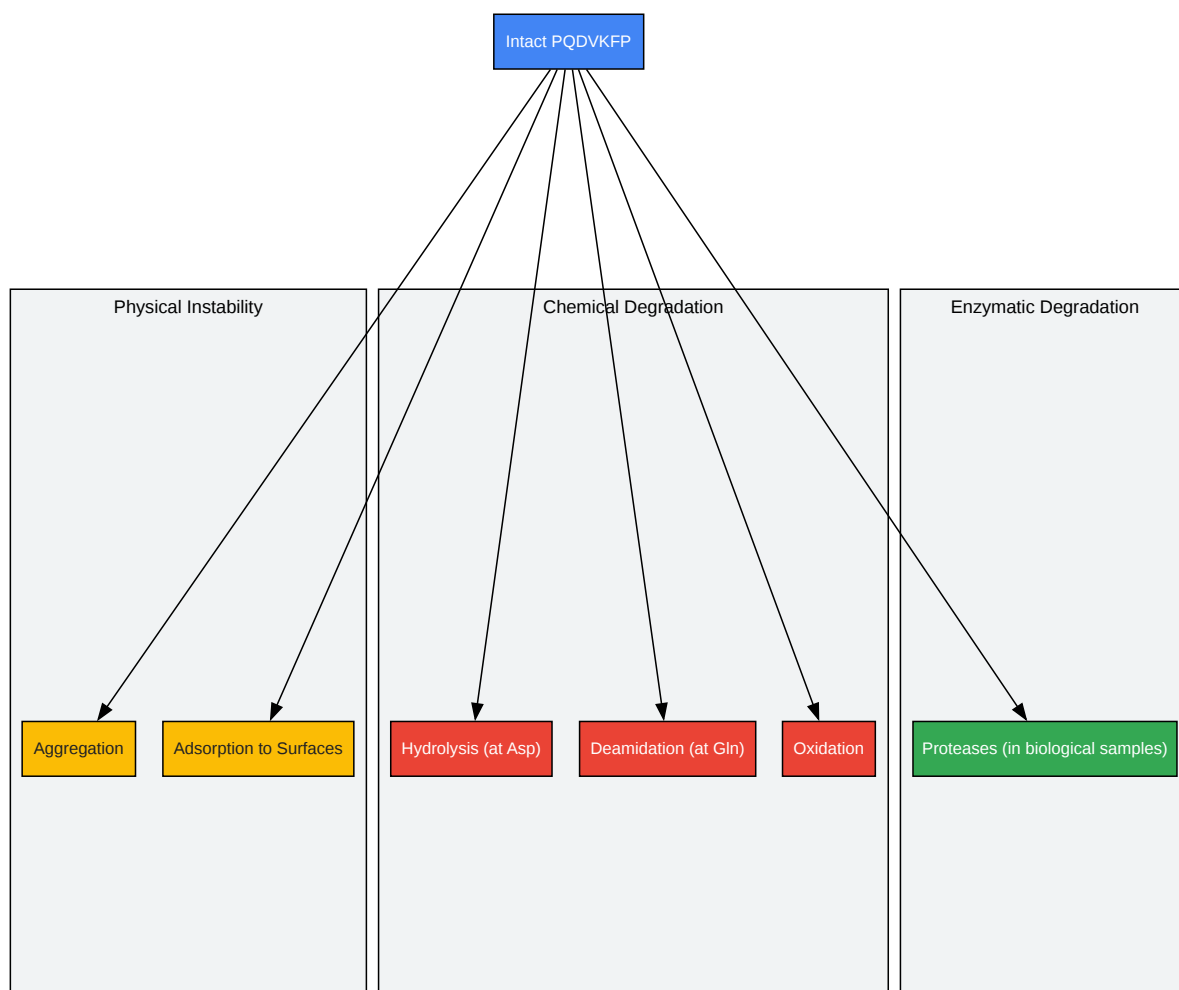 Intact PQDVKFP
Physical Instability
Chemical Degradation
Enzymatic Degradation
Aggregation
Adsorption to Surfaces
Hydrolysis (at Asp)
Deamidation (at Gln)
Oxidation
Proteases (in biological samples)